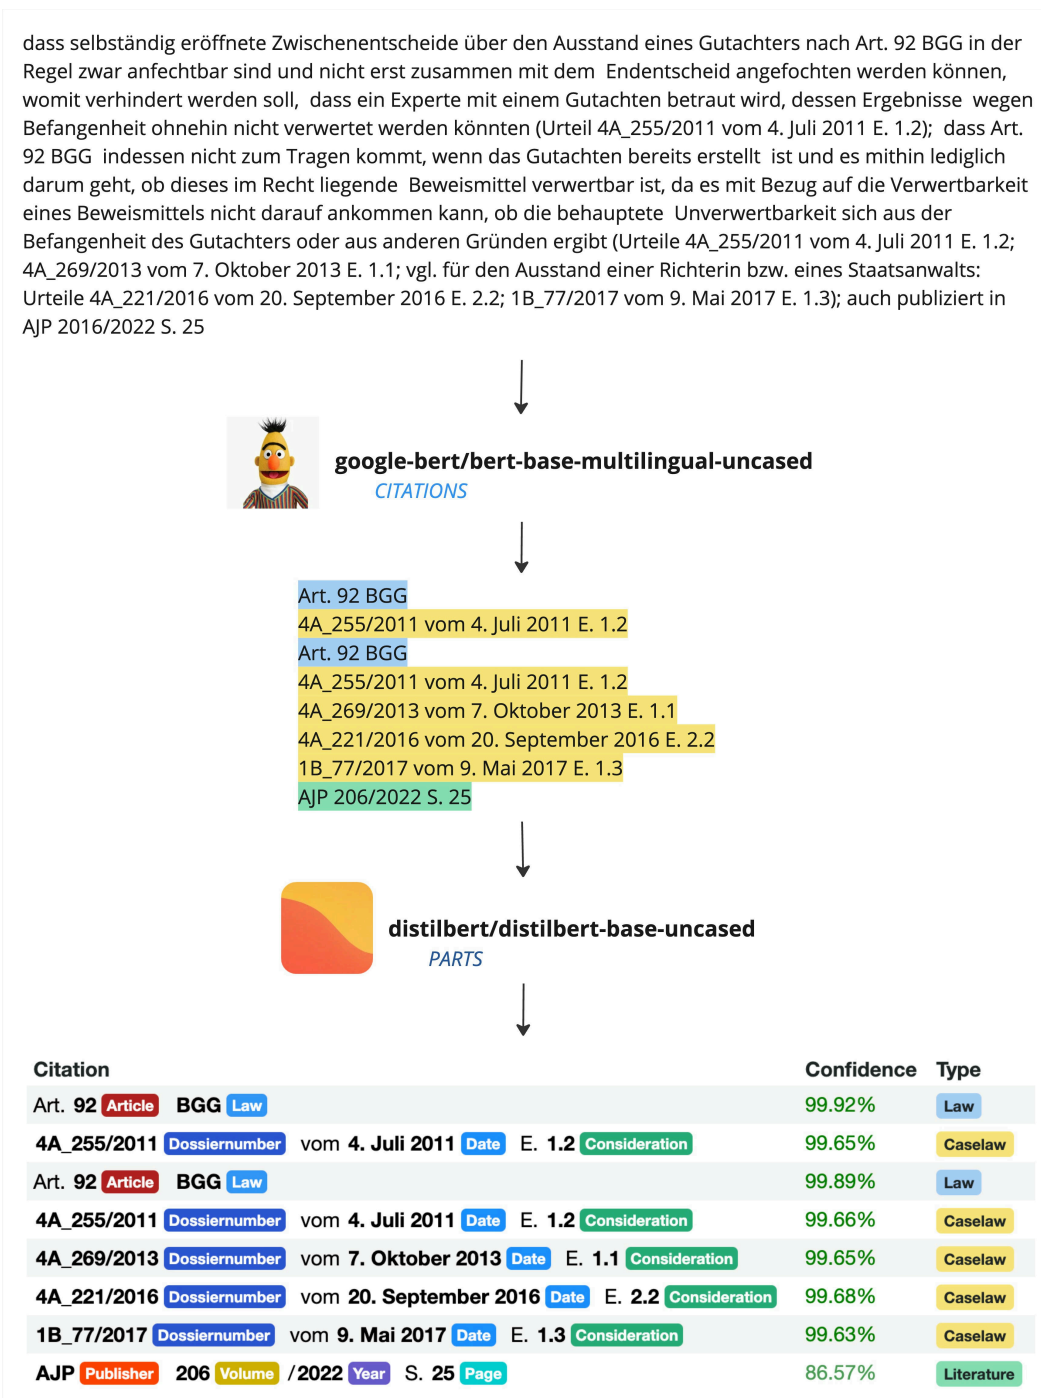 dass selbständig eröffnete Zwischenentscheide über den Ausstand eines Gutachters nach Art. 92 BGG in der
Regel zwar anfechtbar sind und nicht erst zusammen mit dem Endentscheid angefochten werden können,
womit verhindert werden soll, dass ein Experte mit einem Gutachten betraut wird, dessen Ergebnisse wegen
Befangenheit ohnehin nicht verwertet werden könnten (Urteil 4A_255/2011 vom 4. Juli 2011 E. 1.2); dass Art.
92 BGG indessen nicht zum Tragen kommt, wenn das Gutachten bereits erstellt ist und es mithin lediglich
darum geht, ob dieses im Recht liegende Beweismittel verwertbar ist, da es mit Bezug auf die Verwertbarkeit
eines Beweismittels nicht darauf ankommen kann, ob die behauptete Unverwertbarkeit sich aus der
Befangenheit des Gutachters oder aus anderen Gründen ergibt (Urteile 4A_255/2011 vom 4. Juli 2011 E. 1.2;
4A_269/2013 vom 7. Oktober 2013 E. 1.1; vgl. für den Ausstand einer Richterin bzw. eines Staatsanwalts:
Urteile 4A_221/2016 vom 20. September 2016 E. 2.2; 1B_77/2017 vom 9. Mai 2017 E. 1.3); auch publiziert in
AJP 2016/2022 S. 25
google-bert/bert-base-multilingual-uncased
CITATIONS
Art. 92 BGG
4A_255/2011 vom 4. Juli 2011 E. 1.2
Art. 92 BGG
4A_255/2011 vom 4. Juli 2011 E. 1.2
4A_269/2013 vom 7. Oktober 2013 E. 1.1
4A_221/2016 vom 20. September 2016 E. 2.2
1B_77/2017 vom 9. Mai 2017 E. 1.3
AJP 206/2022 S. 25
distilbert/distilbert-base-uncased
PARTS
Citation Confidence Type
Art. 92 Article BGG Law 99.92% Law
4A_255/2011 Dossiernumber vom 4. Juli 2011 Date E. 1.2 Consideration 99.65% Caselaw
Art. 92 Article BGG Law 99.89% Law
4A_255/2011 Dossiernumber vom 4. Juli 2011 Date E. 1.2 Consideration 99.66% Caselaw
4A_269/2013 Dossiernumber vom 7. Oktober 2013 Date E. 1.1 Consideration 99.65% Caselaw
4A_221/2016 Dossiernumber vom 20. September 2016 Date E. 2.2 Consideration 99.68% Caselaw
1B_77/2017 Dossiernumber vom 9. Mai 2017 Date E. 1.3 Consideration 99.63% Caselaw
AJP Publisher 206 Volume /2022 Year S. 25 Page 86.57% Literature